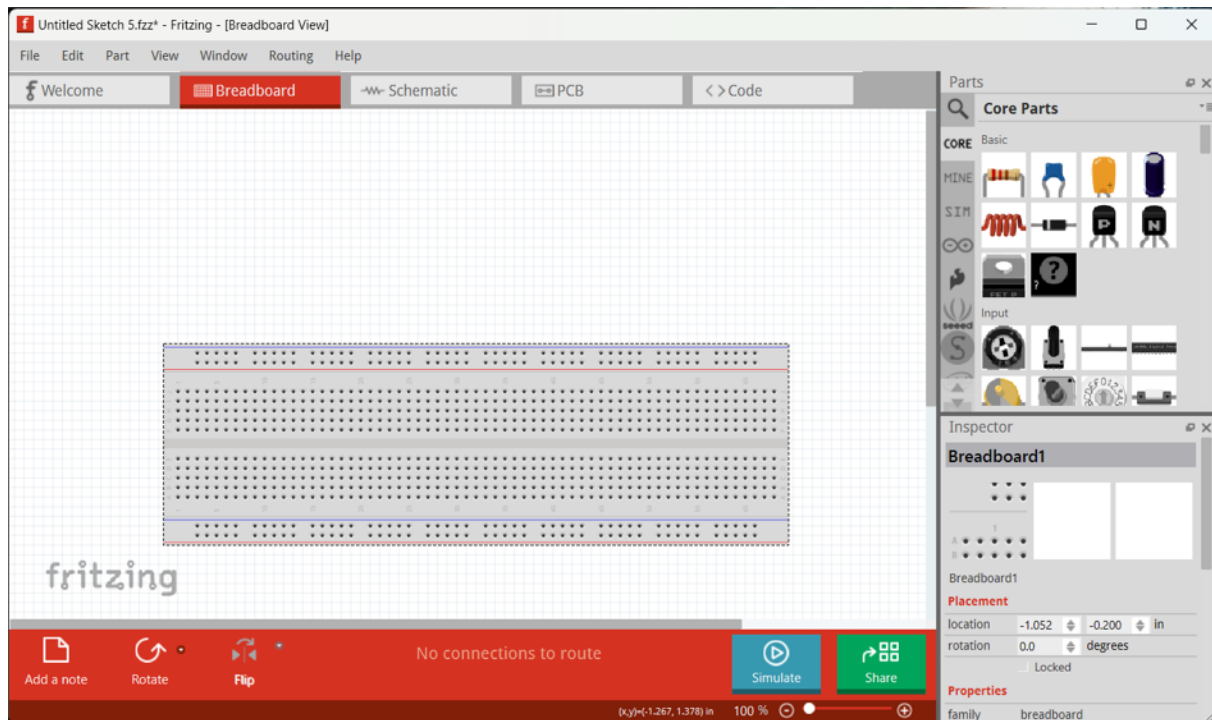 Untitled Sketch 5.fzz* - Fritzing - [Breadboard View]
File Edit Part View Window Routing Help
Welcome Breadboard Schematic PCB <>Code
Parts
Core Parts
CORE
Basic
MINE
SIM
P N
FET
?
?
Input
seeed
S
Inspector
Breadboard1
Breadboard1
Placement
location -1.052 -0.200 in
rotation 0.0 degrees
Locked
Properties
family breadboard
fritzing
Add a note Rotate Flip No connections to route Simulate Share
(x,y)=(-1.267, 1.378) in 100 %